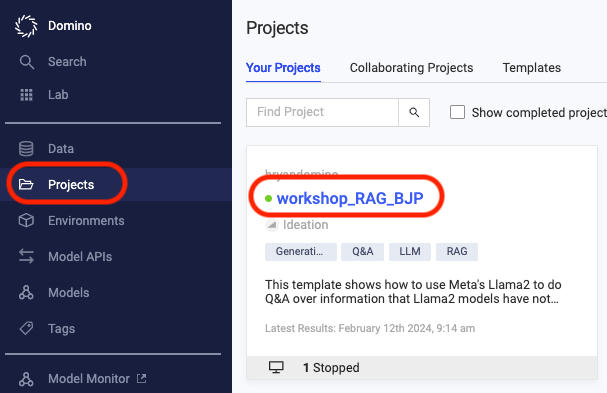 Domino
Search
Lab
Data
Projects
Environments
Model APIs
Models
Tags
Model Monitor
Projects
Your Projects
Collaborating Projects
Templates
Find Project
Show completed project
workshop_RAG_BJP
Ideation
Generati...
Q&A
LLM
RAG
This template shows how to use Meta's Llama2 to do
Q&A over information that Llama2 models have not...
Latest Results: February 12th 2024, 9:14 am
1 Stopped